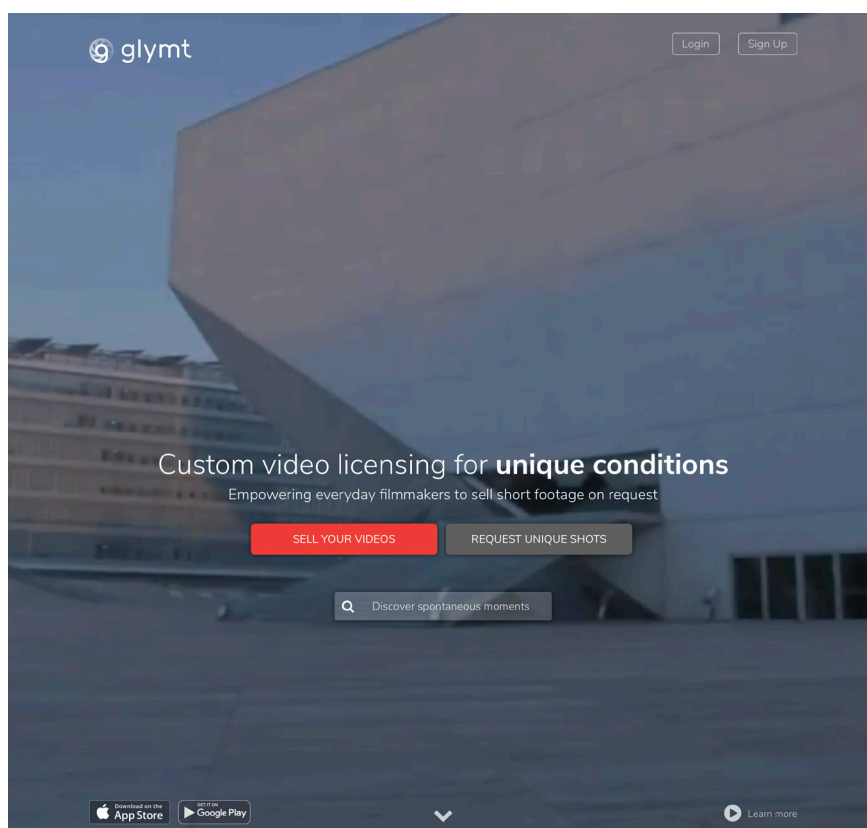 glymt
Login
Sign Up
Custom video licensing for unique conditions
Empowering everyday filmmakers to sell short footage on request
SELL YOUR VIDEOS
REQUEST UNIQUE SHOTS
Discover spontaneous moments
Download on the
App Store
GET IT ON
Google Play
Learn more